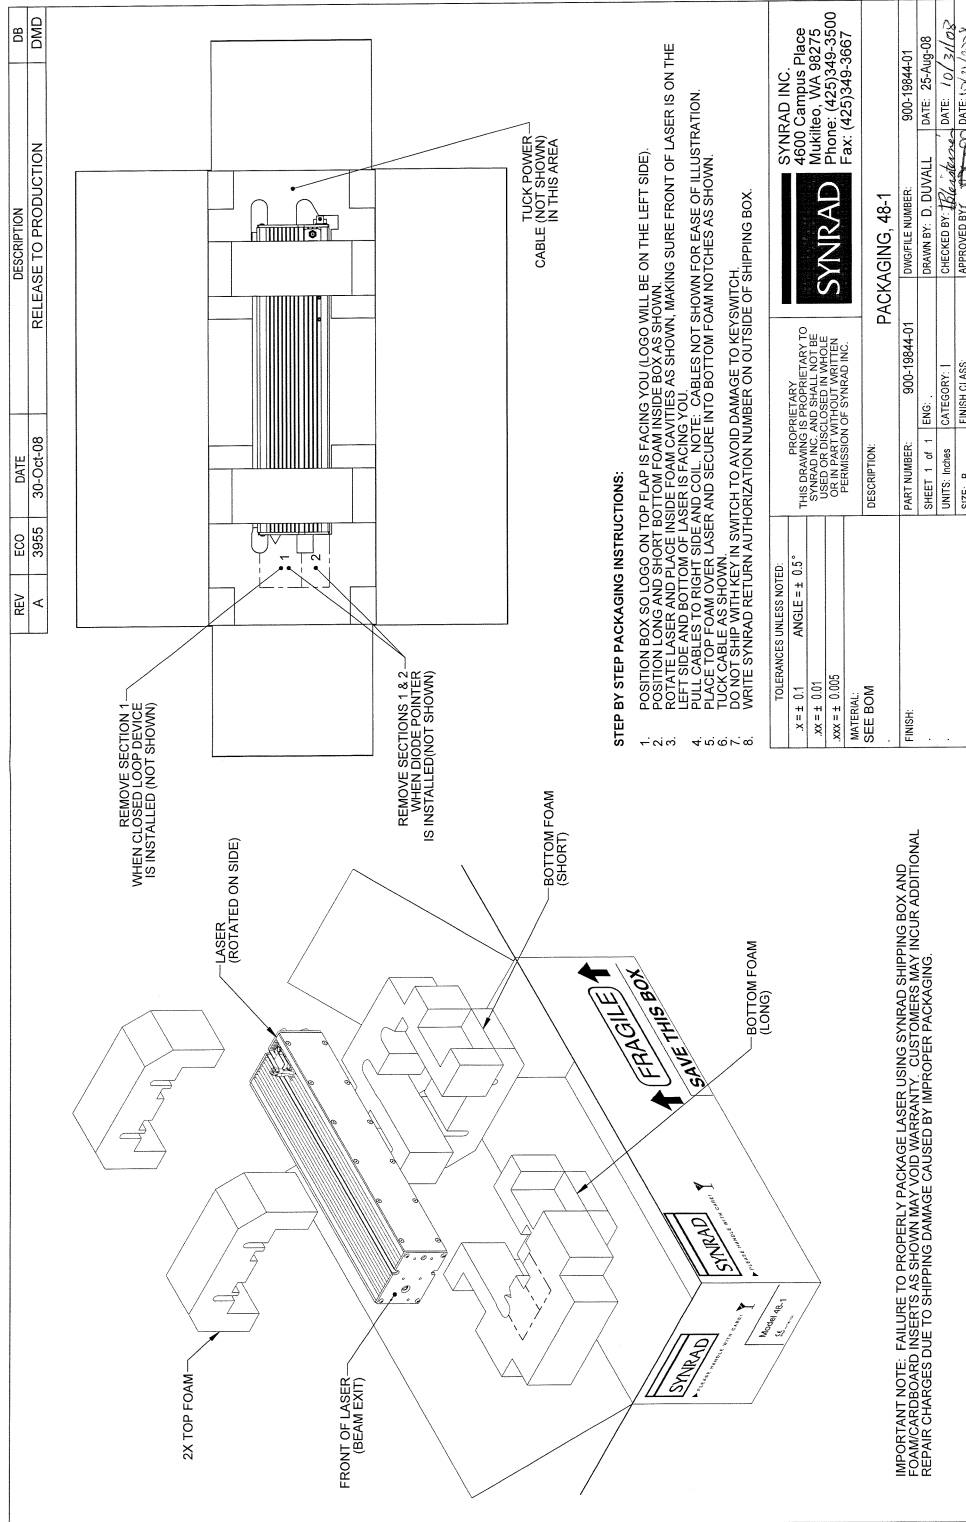 REV ECO DATE DESCRIPTION DB
A 3955 30-Oct-08 RELEASE TO PRODUCTION DMD
2X TOP FOAM
LASER
(ROTATED ON SIDE)
FRONT OF LASER
(BEAM EXIT)
BOTTOM FOAM
(SHORT)
BOTTOM FOAM
(LONG)
FRAGILE
SAVE THIS BOX
SYNRAD
PLEASE HANDLE WITH CARE!
SYNRAD
PLEASE HANDLE WITH CARE!
Model 48-1
CE
REMOVE SECTION 1
WHEN CLOSED LOOP DEVICE
IS INSTALLED (NOT SHOWN)
REMOVE SECTIONS 1 & 2
WHEN DIODE POINTER
IS INSTALLED(NOT SHOWN)
1
2
TUCK POWER
CABLE (NOT SHOWN)
IN THIS AREA
STEP BY STEP PACKAGING INSTRUCTIONS:
1. POSITION BOX SO LOGO ON TOP FLAP IS FACING YOU (LOGO WILL BE ON THE LEFT SIDE).
2. POSITION LONG AND SHORT BOTTOM FOAM INSIDE BOX AS SHOWN.
3. ROTATE LASER AND PLACE INSIDE FOAM CAVITIES AS SHOWN, MAKING SURE FRONT OF LASER IS ON THE
LEFT SIDE AND BOTTOM OF LASER IS FACING YOU.
4. PULL CABLES TO RIGHT SIDE AND COIL. NOTE: CABLES NOT SHOWN FOR EASE OF ILLUSTRATION.
5. PLACE TOP FOAM OVER LASER AND SECURE INTO BOTTOM FOAM NOTCHES AS SHOWN.
6. TUCK CABLE AS SHOWN.
7. DO NOT SHIP WITH KEY IN SWITCH TO AVOID DAMAGE TO KEYSWITCH.
8. WRITE SYNRAD RETURN AUTHORIZATION NUMBER ON OUTSIDE OF SHIPPING BOX.
IMPORTANT NOTE: FAILURE TO PROPERLY PACKAGE LASER USING SYNRAD SHIPPING BOX AND
FOAM/CARDBOARD INSERTS AS SHOWN MAY VOID WARRANTY. CUSTOMERS MAY INCUR ADDITIONAL
REPAIR CHARGES DUE TO SHIPPING DAMAGE CAUSED BY IMPROPER PACKAGING.
TOLERANCES UNLESS NOTED:
.x = ± 0.1 ANGLE = ± 0.5°
.xx = ± 0.01
.xxx = ± 0.005
MATERIAL:
SEE BOM
FINISH:
PROPRIETARY
THIS DRAWING IS PROPRIETARY TO
SYNRAD INC. AND SHALL NOT BE
USED OR DISCLOSED IN WHOLE
OR IN PART WITHOUT WRITTEN
PERMISSION OF SYNRAD INC.
SYNRAD
SYNRAD INC.
4600 Campus Place
Mukilteo, WA 98275
Phone: (425)349-3500
Fax: (425)349-3667
DESCRIPTION:
PACKAGING, 48-1
PART NUMBER: 900-19844-01 DWG/FILE NUMBER: 900-19844-01
SHEET 1 of 1 ENG: . DRAWN BY: D. DUVALL DATE: 25-Aug-08
UNITS: Inches CATEGORY: I CHECKED BY: DATE: 10/31/08
SIZE: B FINISH CLASS: APPROVED BY: DATE: